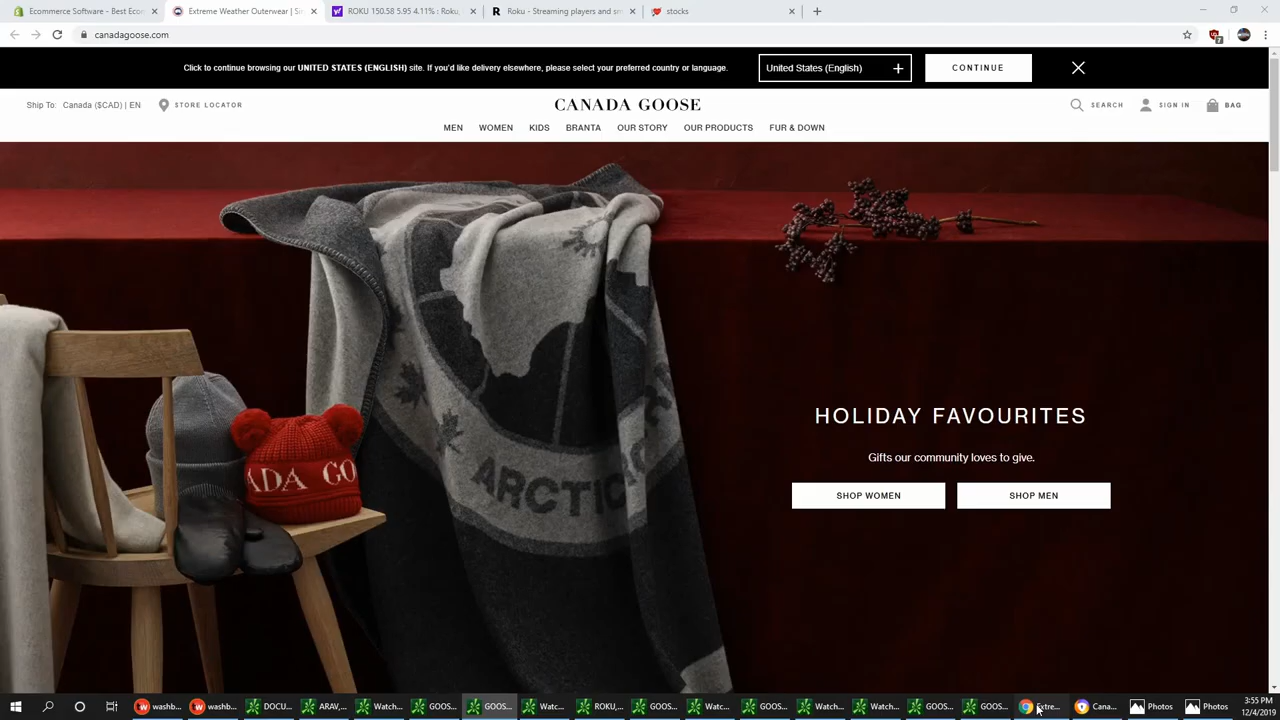 Ecommerce Software - Best Ecom
Extreme Weather Outerwear | Si
ROKU 150.58 5.95 4.11% : Roku,
Roku - Streaming players and sm
stocks
canadagoose.com
7
Click to continue browsing our UNITED STATES (ENGLISH) site. If you'd like delivery elsewhere, please select your preferred country or language.
United States (English)
CONTINUE
Ship To: Canada ($CAD) | EN
STORE LOCATOR
CANADA GOOSE
SEARCH
SIGN IN
BAG
MEN
WOMEN
KIDS
BRANTA
OUR STORY
OUR PRODUCTS
FUR & DOWN
ADA GO
ARCTIC
HOLIDAY FAVOURITES
Gifts our community loves to give.
SHOP WOMEN
SHOP MEN
washb...
washb...
DOCU...
ARAV,...
Watch...
GOOS...
GOOS...
Watc...
ROKU,...
GOOS...
Watc...
GOOS...
Watch...
Watch...
GOOS...
GOOS...
Extre...
Cana...
Photos
Photos
3:55 PM
12/4/2019